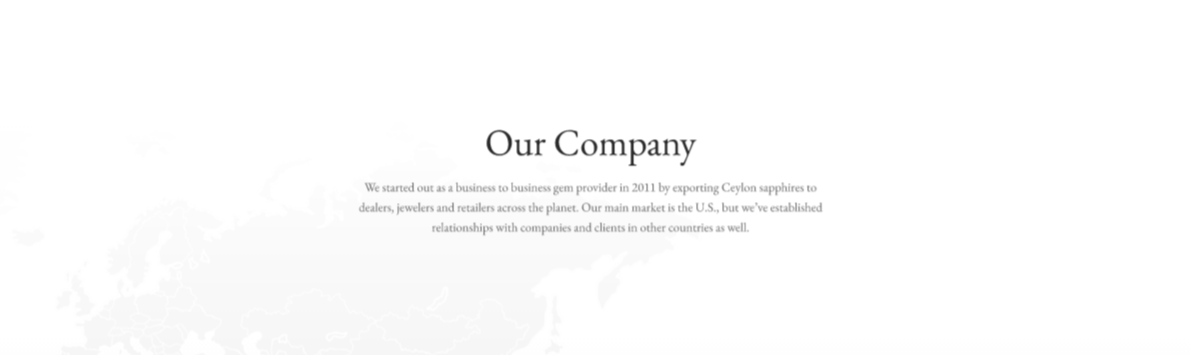 Our Company
We started out as a business to business gem provider in 2011 by exporting Ceylon sapphires to
dealers, jewelers and retailers across the planet. Our main market is the U.S., but we've established
relationships with companies and clients in other countries as well.